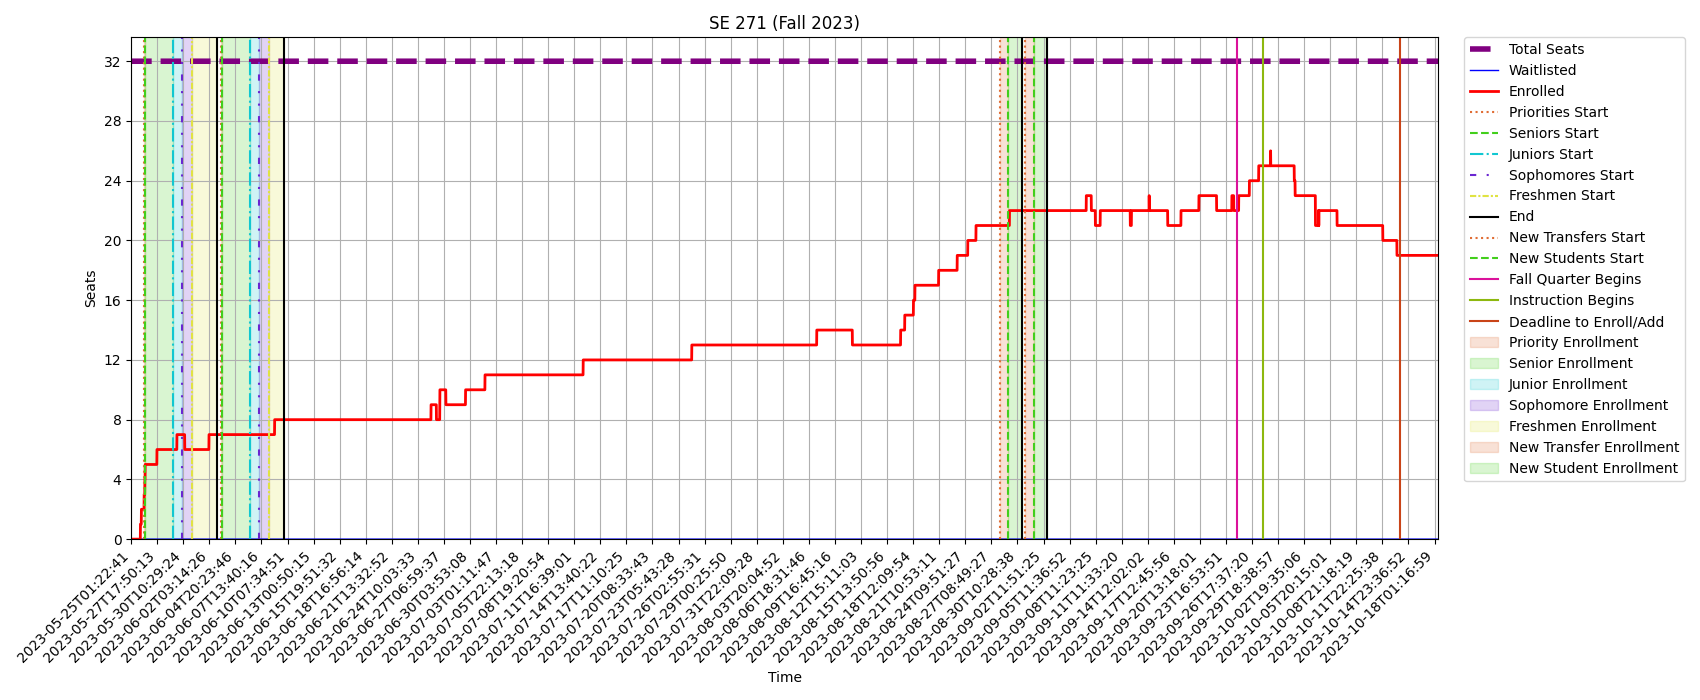 SE 271 (Fall 2023)
Seats
32
28
24
20
16
12
8
4
0
2023-05-25T01:22:41
2023-05-27T17:50:13
2023-05-30T10:29:24
2023-06-02T03:14:26
2023-06-04T20:23:46
2023-06-07T13:40:16
2023-06-10T07:34:51
2023-06-13T00:50:15
2023-06-15T19:51:32
2023-06-18T16:56:14
2023-06-21T13:32:52
2023-06-24T10:03:33
2023-06-27T06:59:37
2023-06-30T03:53:08
2023-07-03T01:11:47
2023-07-05T22:13:18
2023-07-08T19:20:54
2023-07-11T16:39:01
2023-07-14T13:40:22
2023-07-17T11:10:25
2023-07-20T08:33:43
2023-07-23T05:43:28
2023-07-26T02:55:31
2023-07-29T00:25:50
2023-07-31T22:09:28
2023-08-03T20:04:52
2023-08-06T18:31:46
2023-08-09T16:45:16
2023-08-12T15:11:03
2023-08-15T13:50:56
2023-08-18T12:09:54
2023-08-21T10:53:11
2023-08-24T09:51:27
2023-08-27T08:49:27
2023-08-30T10:28:38
2023-09-02T11:51:25
2023-09-05T11:36:52
2023-09-08T11:23:25
2023-09-11T11:33:20
2023-09-14T12:02:02
2023-09-17T12:45:56
2023-09-20T13:18:01
2023-09-23T16:53:51
2023-09-26T17:37:20
2023-09-29T18:38:57
2023-10-02T19:35:06
2023-10-05T20:15:01
2023-10-08T21:18:19
2023-10-11T22:25:38
2023-10-14T23:36:52
2023-10-18T01:16:59
Time
Total Seats
Waitlisted
Enrolled
Priorities Start
Seniors Start
Juniors Start
Sophomores Start
Freshmen Start
End
New Transfers Start
New Students Start
Fall Quarter Begins
Instruction Begins
Deadline to Enroll/Add
Priority Enrollment
Senior Enrollment
Junior Enrollment
Sophomore Enrollment
Freshmen Enrollment
New Transfer Enrollment
New Student Enrollment